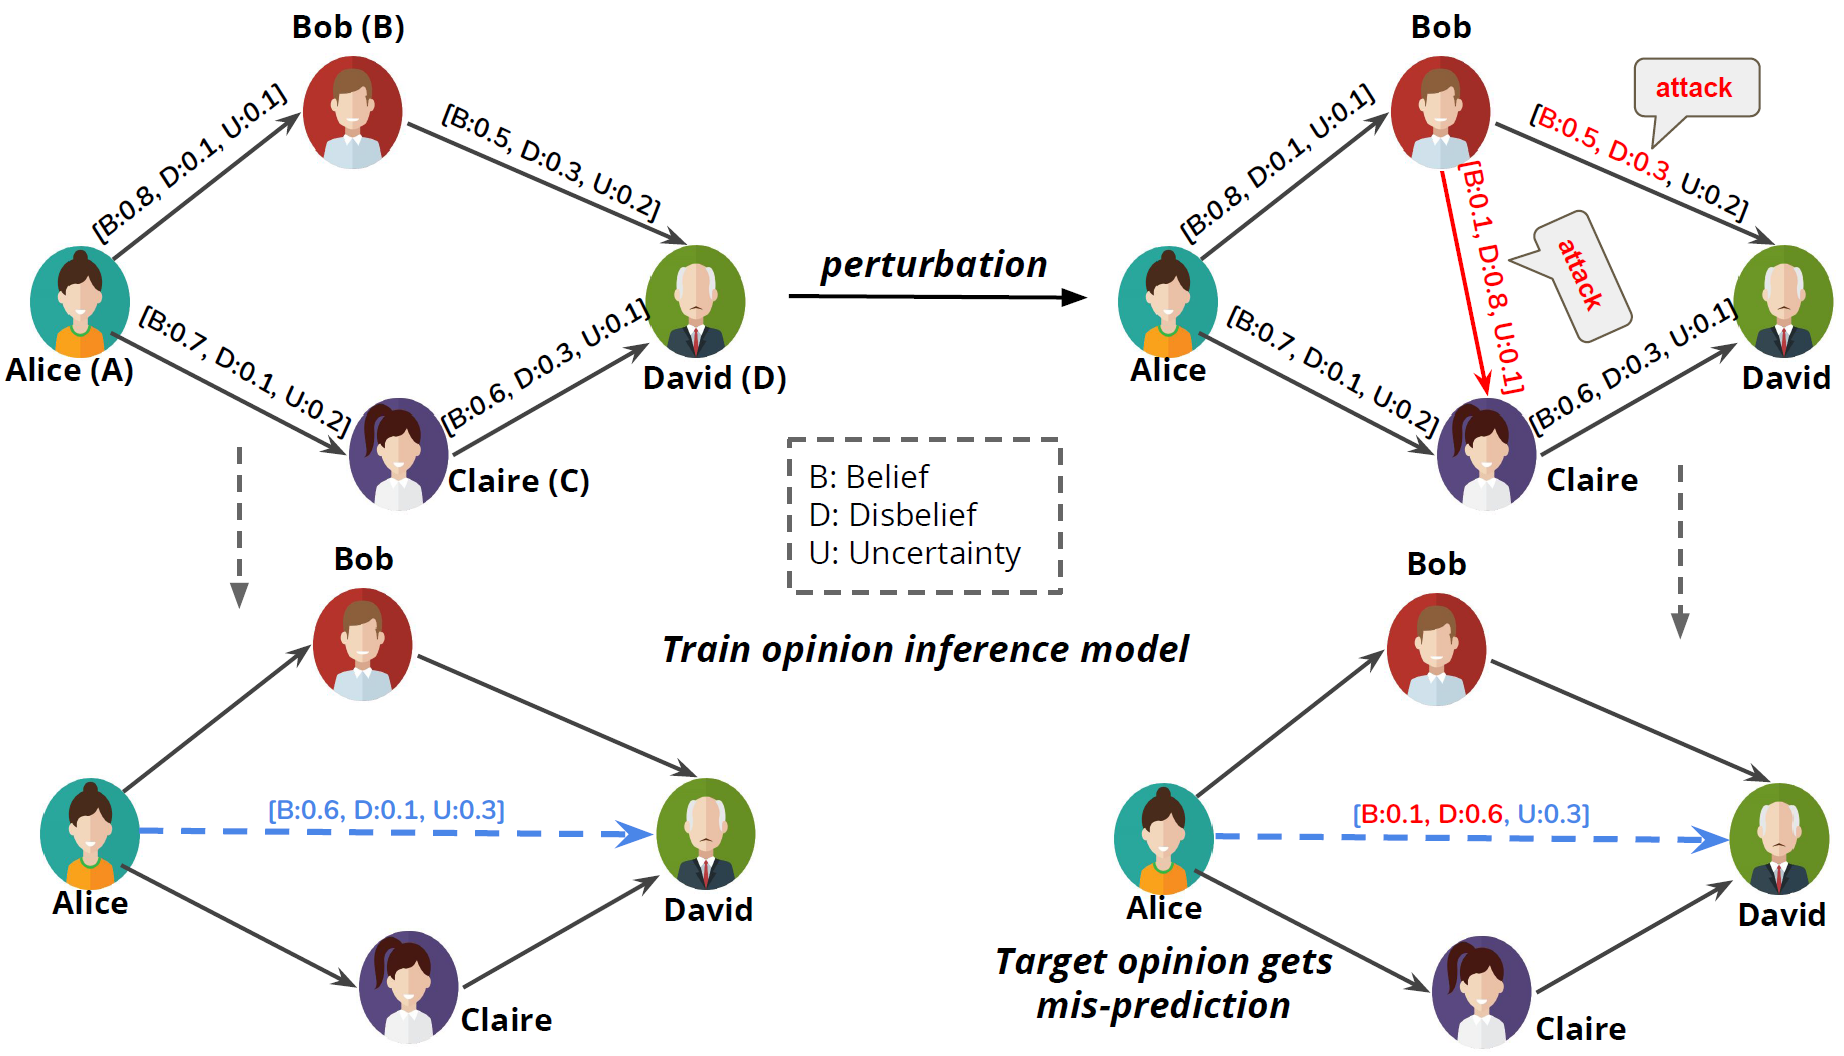 Bob (B)
[B:0.8, D:0.1, U:0.1]
[B:0.5, D:0.3, U:0.2]
Alice (A)
[B:0.7, D:0.1, U:0.2]
[B:0.6, D:0.3, U:0.1]
David (D)
Claire (C)
perturbation
Bob
attack
[B:0.8, D:0.1, U:0.1]
[B:0.5, D:0.3, U:0.2]
[B:0.1, D:0.8, U:0.1]
attack
Alice
[B:0.7, D:0.1, U:0.2]
[B:0.6, D:0.3, U:0.1]
David
Claire
B: Belief
D: Disbelief
U: Uncertainty
Train opinion inference model
Bob
[B:0.6, D:0.1, U:0.3]
Alice
David
Claire
Bob
[B:0.1, D:0.6, U:0.3]
Alice
David
Target opinion gets
mis-prediction
Claire